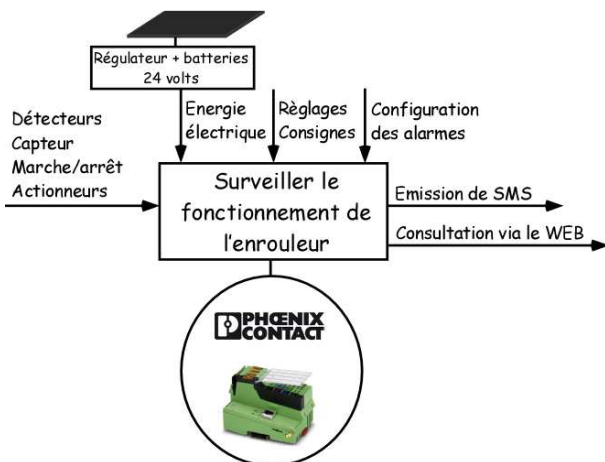 Régulateur + batteries
24 volts
Détecteurs
Capteur
Marche/arrêt
Actionneurs
Energie
électrique
Règlages
Consignes
Configuration
des alarmes
Surveiller le
fonctionnement de
l'enrouleur
Emission de SMS
Consultation via le WEB
PHŒNIX
CONTACT